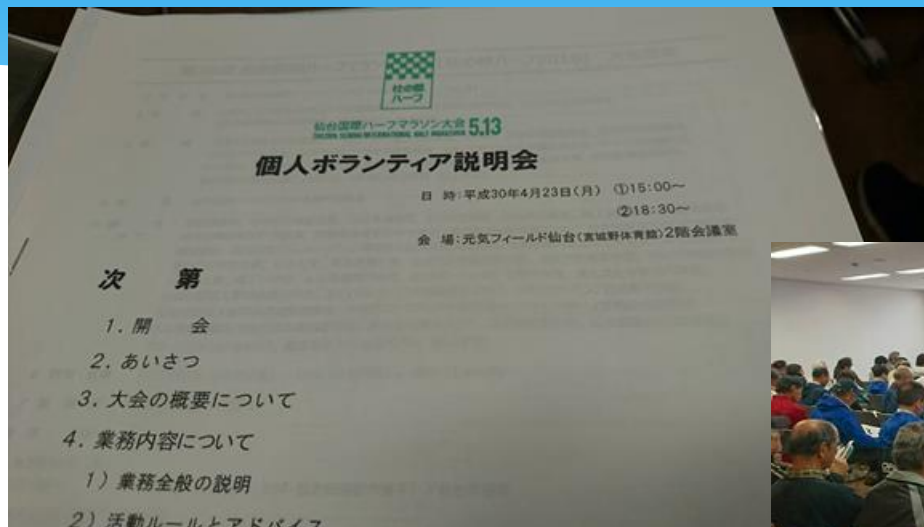 杜の都
ハーフ
仙台国際ハーフマラソン大会 5.13
SENDAI INTERNATIONAL HALF MARATHON
個人ボランティア説明会
日 時:平成30年4月23日(月) ①15:00~
②18:30~
会 場:元気フィールド仙台(宮城野体育館)2階会議室
次 第
1.開 会
2.あいさつ
3.大会の概要について
4.業務内容について
1)業務全般の説明
2)活動ルールとアドバイス